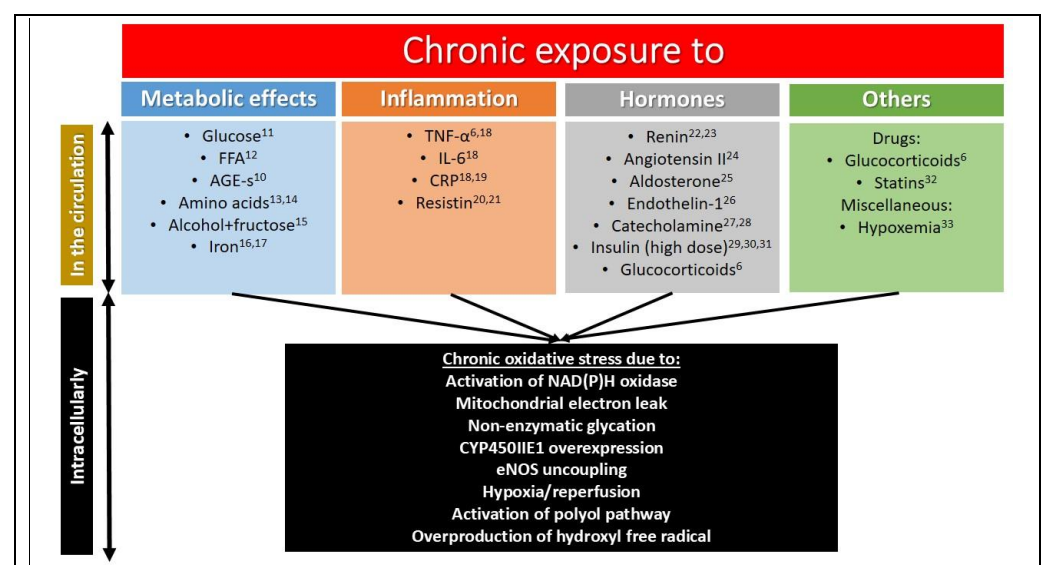 Chronic exposure to
Metabolic effects
Inflammation
Hormones
Others
In the circulation
• Glucose¹¹
• FFA¹²
• AGE-s¹⁰
• Amino acids¹³,¹⁴
• Alcohol+fructose¹⁵
• Iron¹⁶,¹⁷
• TNF-α⁶,¹⁸
• IL-6¹⁸
• CRP¹⁸,¹⁹
• Resistin²⁰,²¹
• Renin²²,²³
• Angiotensin II²⁴
• Aldosterone²⁵
• Endothelin-1²⁶
• Catecholamine²⁷,²⁸
• Insulin (high dose)²⁹,³⁰,³¹
• Glucocorticoids⁶
Drugs:
• Glucocorticoids⁶
• Statins³²
Miscellaneous:
• Hypoxemia³³
Intracellularly
Chronic oxidative stress due to:
Activation of NAD(P)H oxidase
Mitochondrial electron leak
Non-enzymatic glycation
CYP450IIE1 overexpression
eNOS uncoupling
Hypoxia/reperfusion
Activation of polyol pathway
Overproduction of hydroxyl free radical